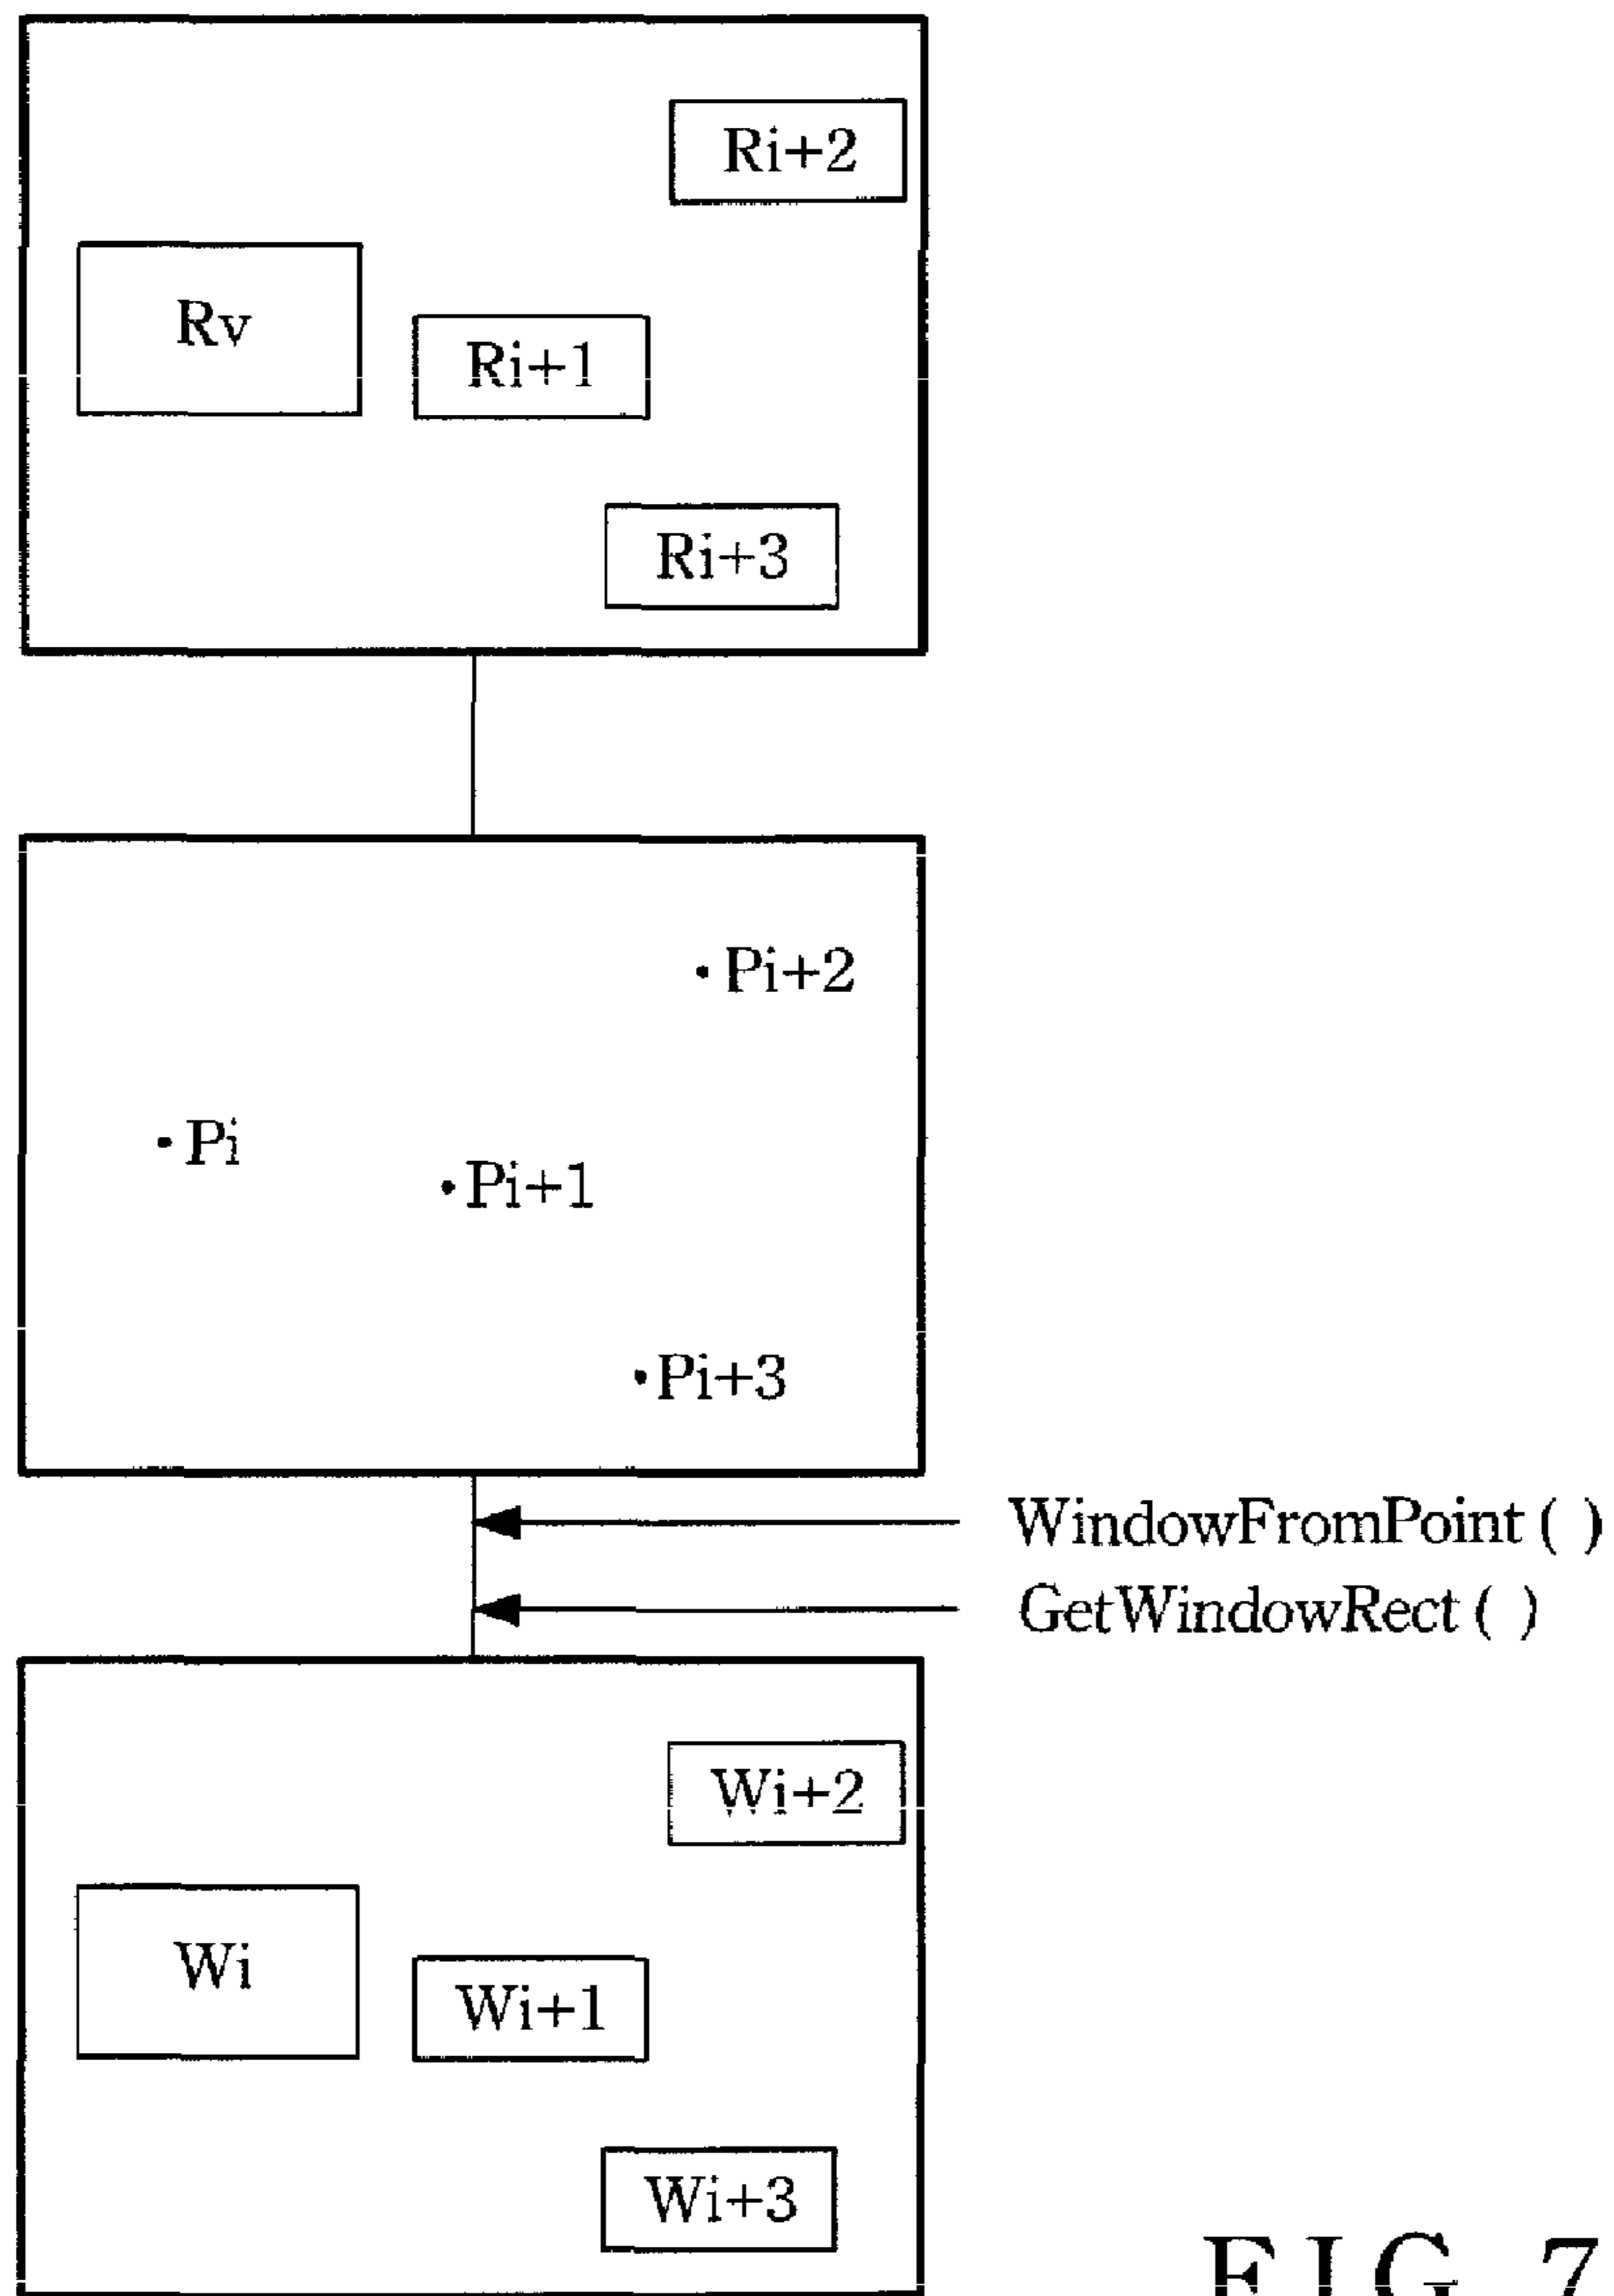 Ri+2
Rv
Ri+1
Ri+3
Pi+2
Pi
Pi+1
Pi+3
WindowFromPoint ( )
GetWindowRect ( )
Wi+2
Wi
Wi+1
Wi+3
FIG 7